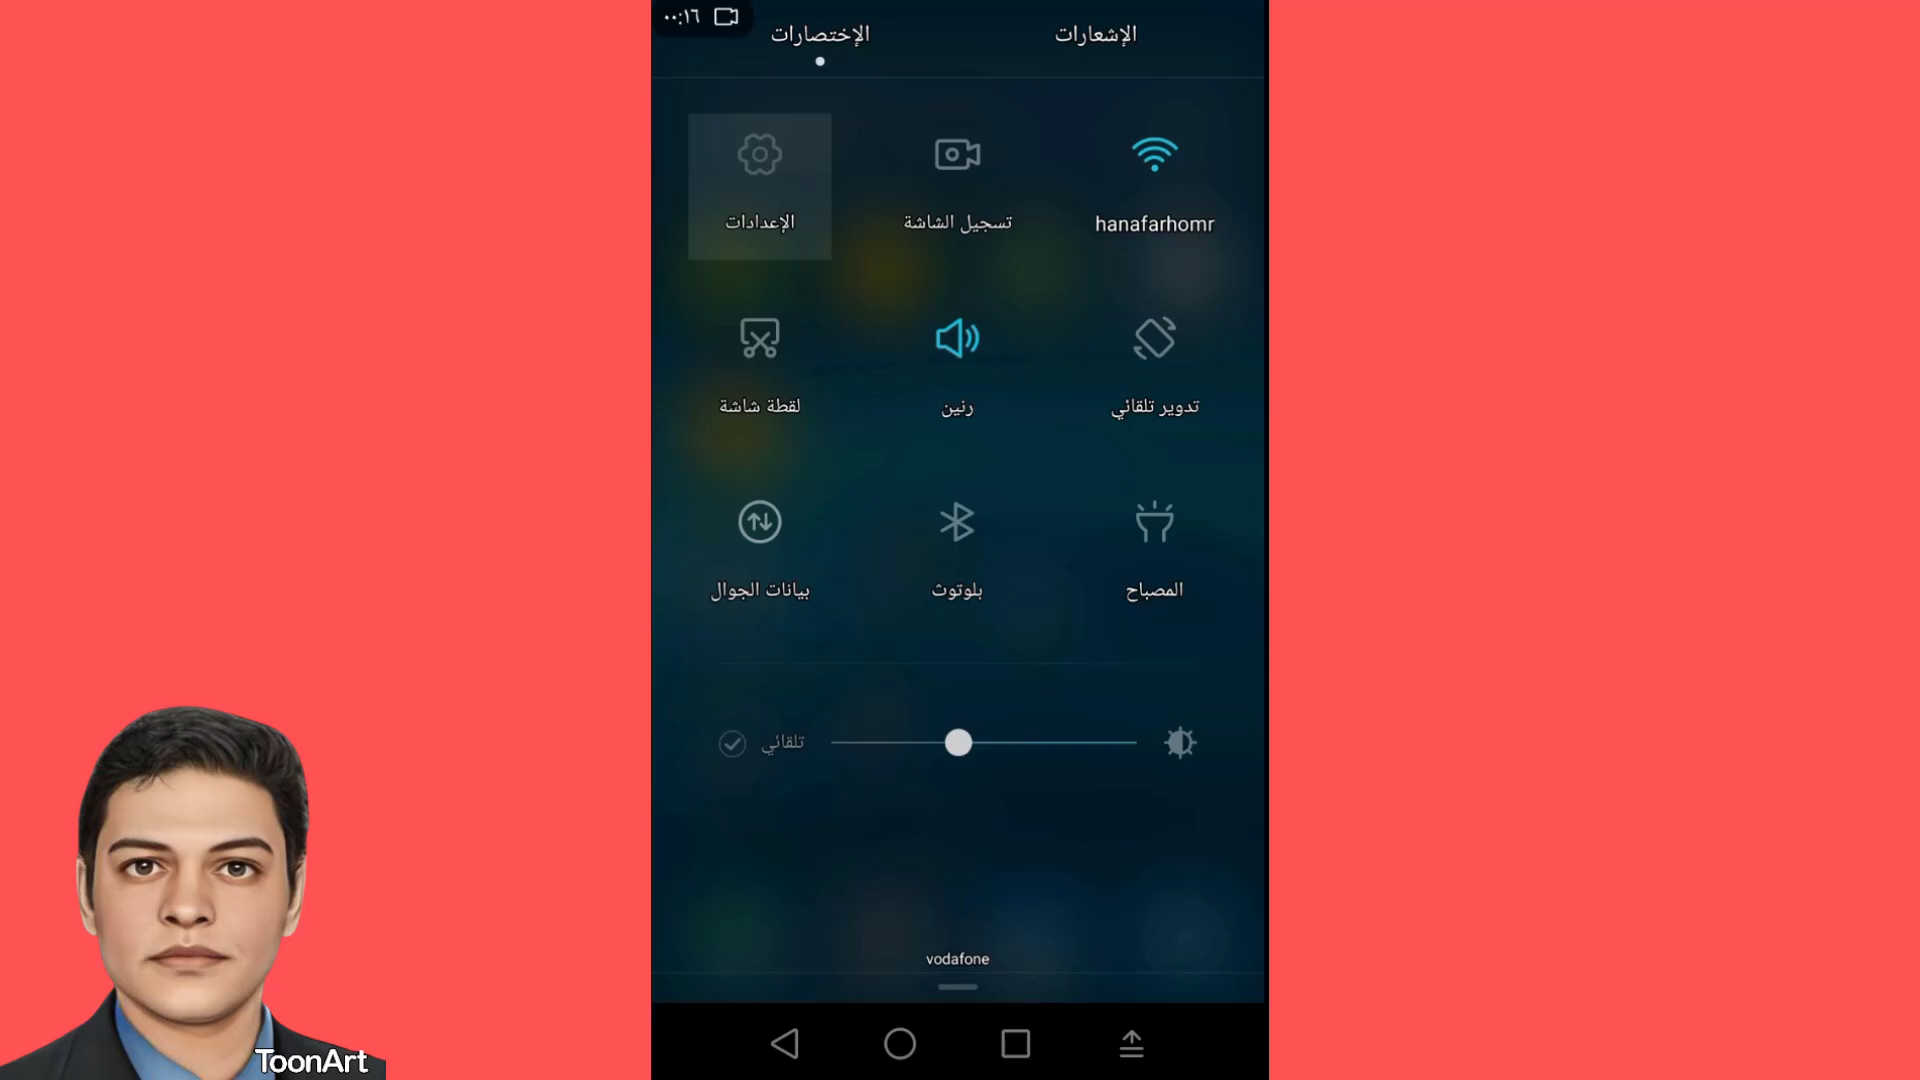 ٠٠:١٦
الإشعارات
الإختصارات
hanafarhomr
تسجيل الشاشة
الإعدادات
تدوير تلقائي
رنين
لقطة شاشة
المصباح
بلوتوث
بيانات الجوال
تلقائي
vodafone
ToonArt